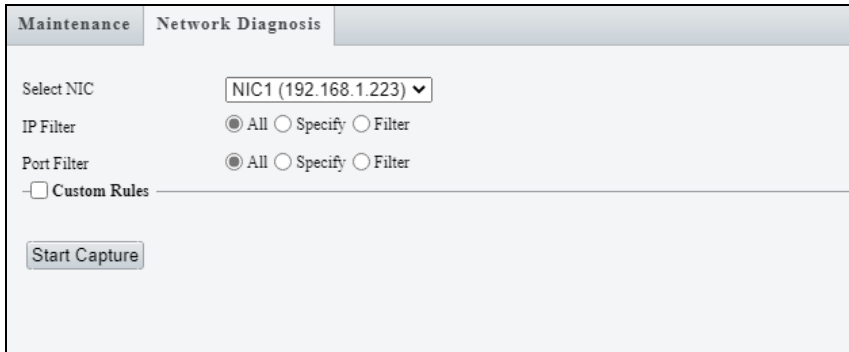 Maintenance Network Diagnosis
Select NIC NIC1 (192.168.1.223)
IP Filter All Specify Filter
Port Filter All Specify Filter
Custom Rules
Start Capture